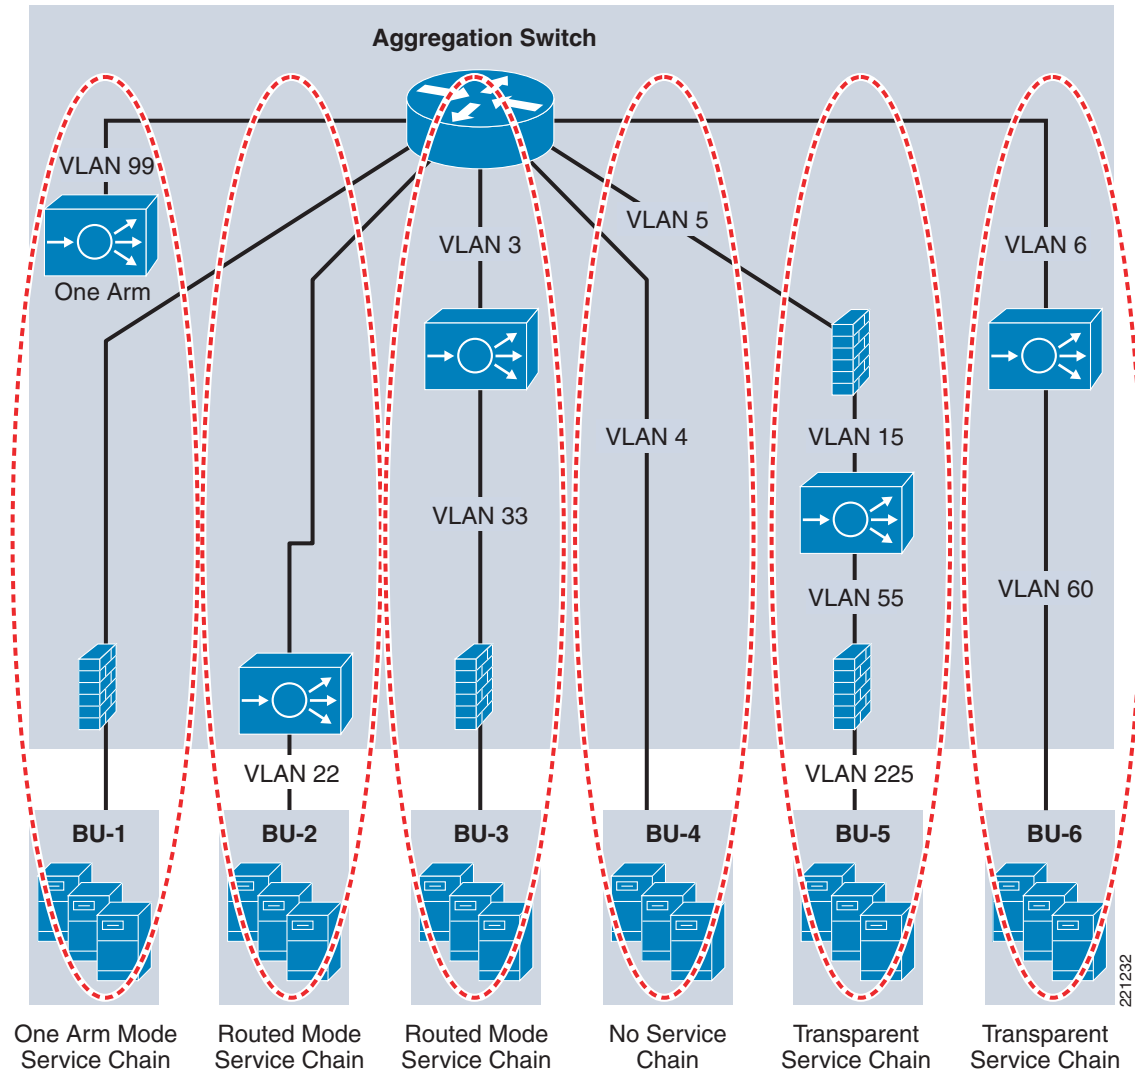 Aggregation Switch
VLAN 99
One Arm
VLAN 3
VLAN 5
VLAN 6
VLAN 4
VLAN 15
VLAN 33
VLAN 55
VLAN 60
VLAN 22
VLAN 225
BU-1
BU-2
BU-3
BU-4
BU-5
BU-6
221232
One Arm Mode
Service Chain
Routed Mode
Service Chain
Routed Mode
Service Chain
No Service
Chain
Transparent
Service Chain
Transparent
Service Chain